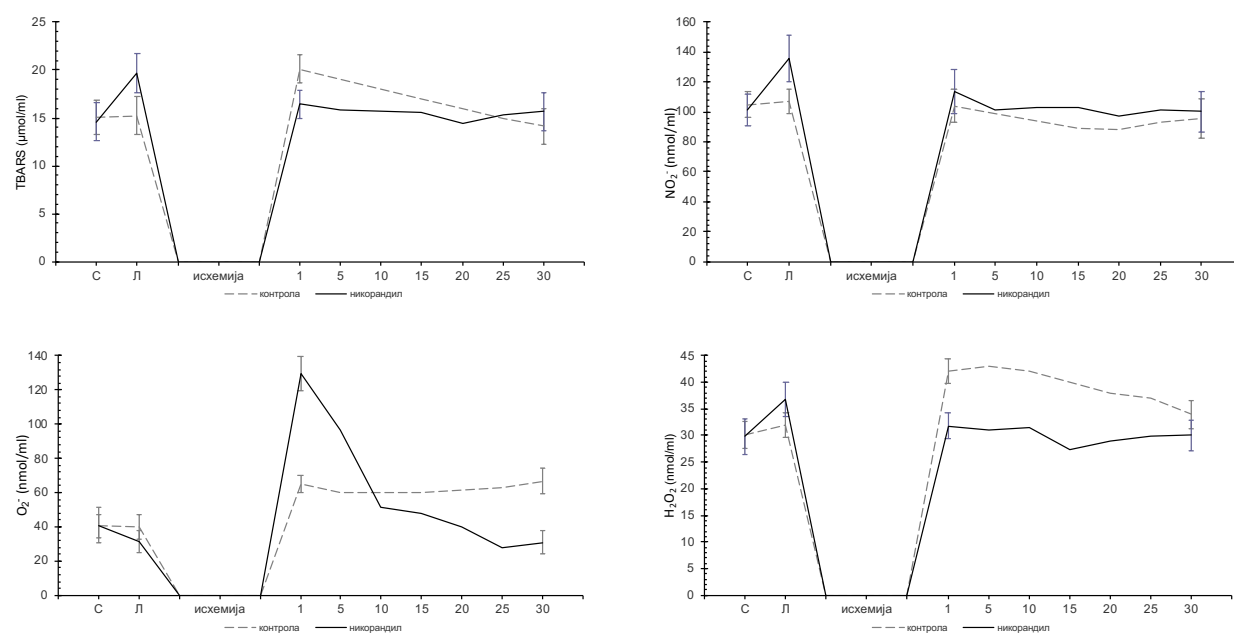 TBARS (μmol/ml)
25
20
15
10
5
0
С Л исхемија 1 5 10 15 20 25 30
контрола никорандил
NO₂⁻ (nmol/ml)
160
140
120
100
80
60
40
20
0
С Л исхемија 1 5 10 15 20 25 30
контрола никорандил
O₂⁻ (nmol/ml)
140
120
100
80
60
40
20
0
С Л исхемија 1 5 10 15 20 25 30
контрола никорандил
H₂O₂ (nmol/ml)
45
40
35
30
25
20
15
10
5
0
С Л исхемија 1 5 10 15 20 25 30
контрола никорандил